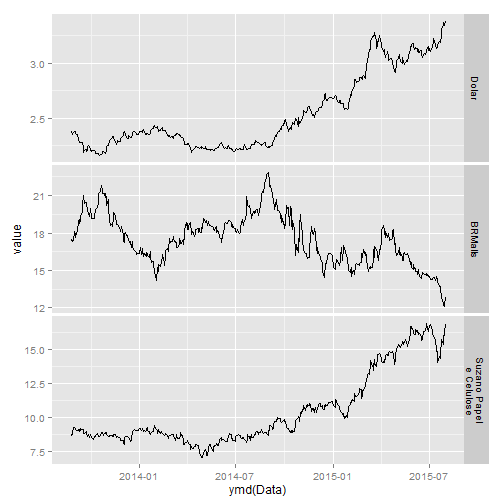 3.0
2.5
Dolar
21
18
15
12
BRMalls
15.0
12.5
10.0
7.5
Suzano Papel
e Celulose
value
2014-01
2014-07
2015-01
2015-07
ymd(Data)